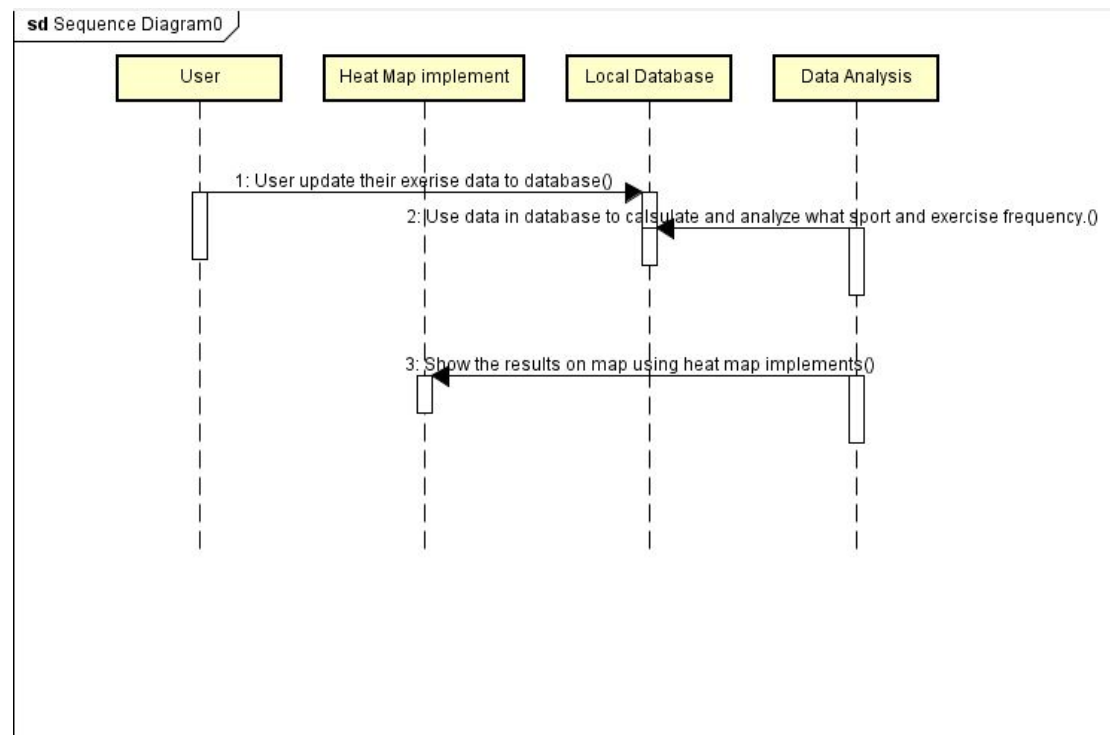 sd Sequence Diagram0
User
Heat Map implement
Local Database
Data Analysis
1: User update their exerise data to database()
2: Use data in database to calsulate and analyze what sport and exercise frequency.()
3: Show the results on map using heat map implements()